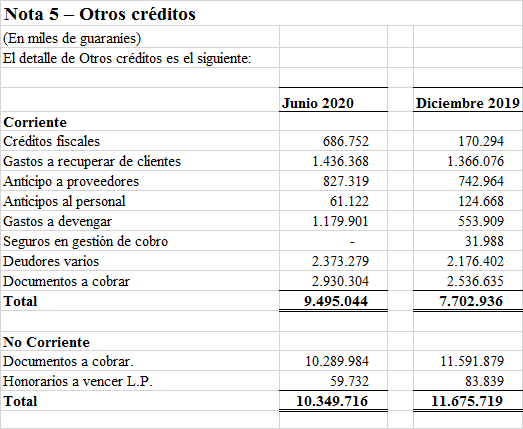 Nota 5 – Otros créditos
(En miles de guaranies)
El detalle de Otros créditos es el siguiente:
Junio 2020 Diciembre 2019
Corriente
Créditos fiscales 686.752 170.294
Gastos a recuperar de clientes 1.436.368 1.366.076
Anticipo a proveedores 827.319 742.964
Anticipos al personal 61.122 124.668
Gastos a devengar 1.179.901 553.909
Seguros en gestión de cobro - 31.988
Deudores varios 2.373.279 2.176.402
Documentos a cobrar 2.930.304 2.536.635
Total 9.495.044 7.702.936
No Corriente
Documentos a cobrar. 10.289.984 11.591.879
Honorarios a vencer L.P. 59.732 83.839
Total 10.349.716 11.675.719